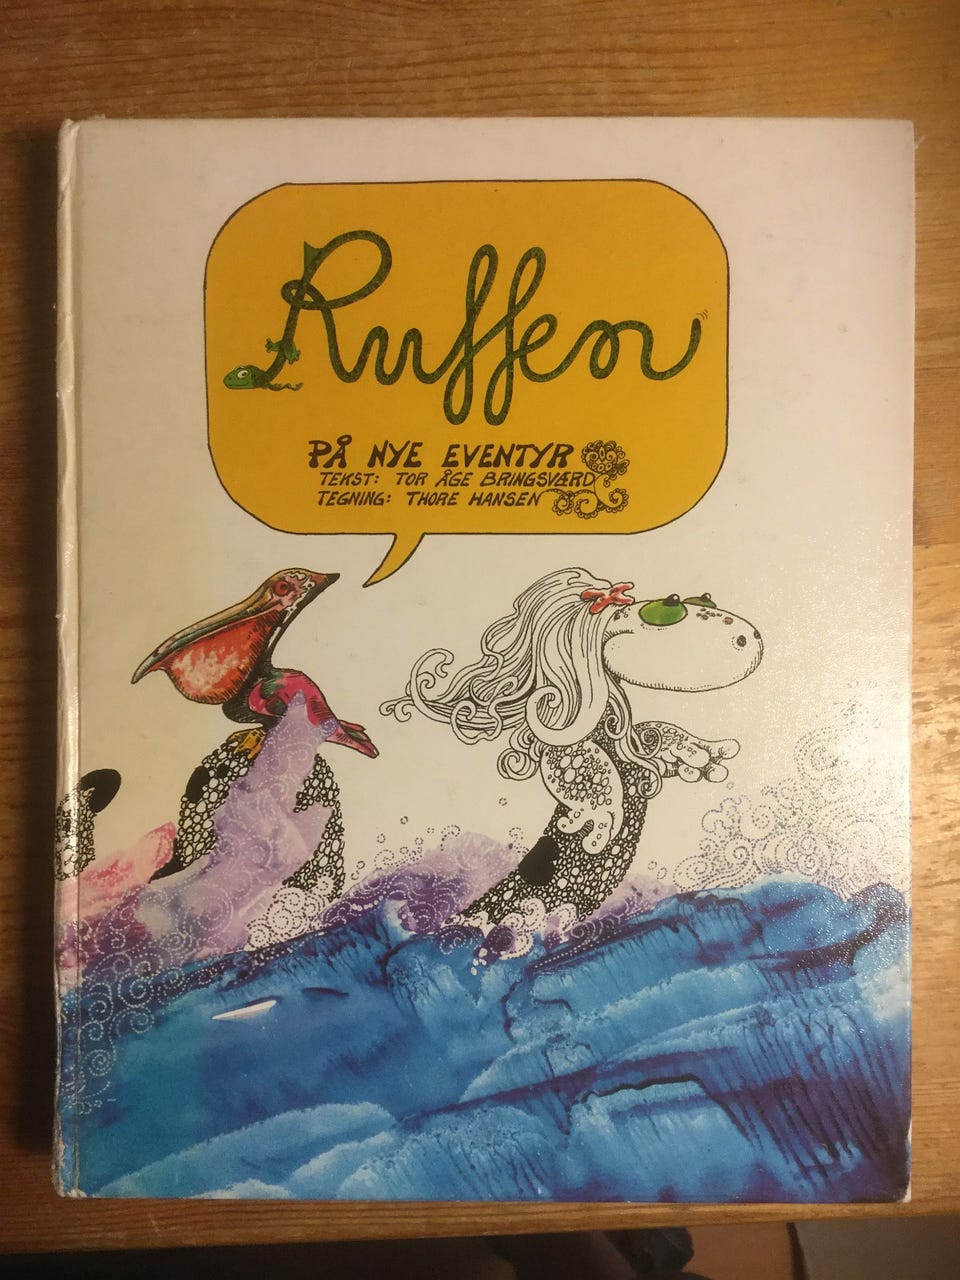 Ruffen
PÅ NYE EVENTYR
TEKST: TOR ÅGE BRINGSVÆRD
TEGNING: THORE HANSEN